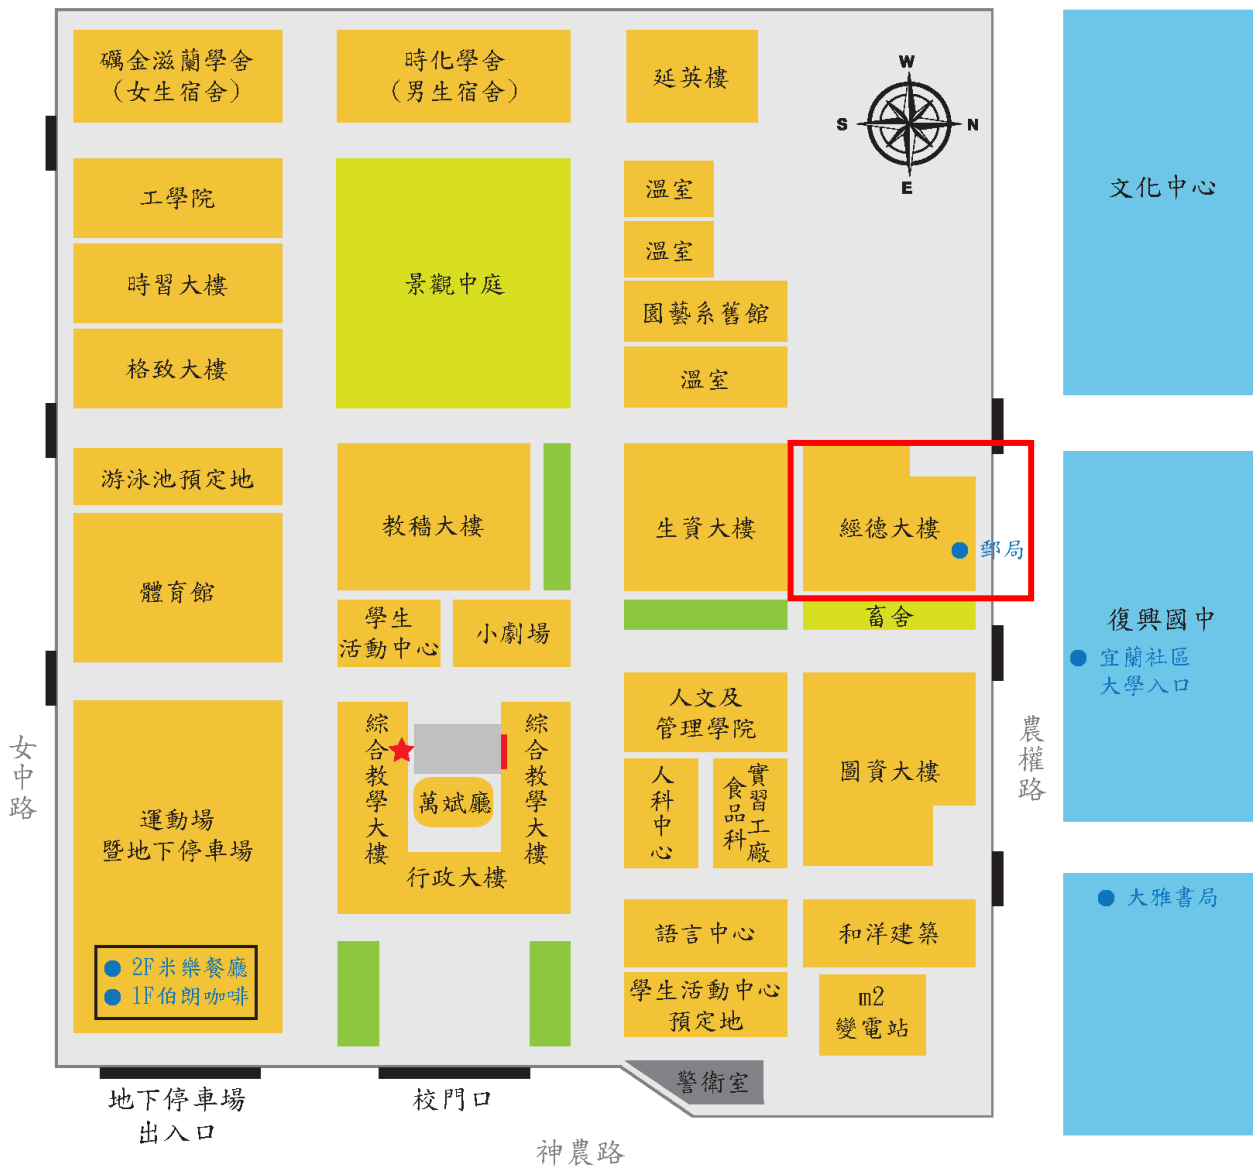 礪金滋蘭學舍
（女生宿舍）
時化學舍
（男生宿舍）
延英樓
W
S
N
E
文化中心
工學院
時習大樓
格致大樓
景觀中庭
溫室
溫室
園藝系舊館
溫室
游泳池預定地
體育館
教穡大樓
生資大樓
經德大樓
郵局
學生
活動中心
小劇場
畜舍
復興國中
宜蘭社區
大學入口
女中路
運動場
暨地下停車場
綜合教學大樓
萬斌廳
綜合教學大樓
行政大樓
人文及
管理學院
人科中心
食品科
實習工廠
圖資大樓
農權路
大雅書局
語言中心
和洋建築
2F米樂餐廳
1F伯朗咖啡
學生活動中心
預定地
m2
變電站
警衛室
地下停車場
出入口
校門口
神農路